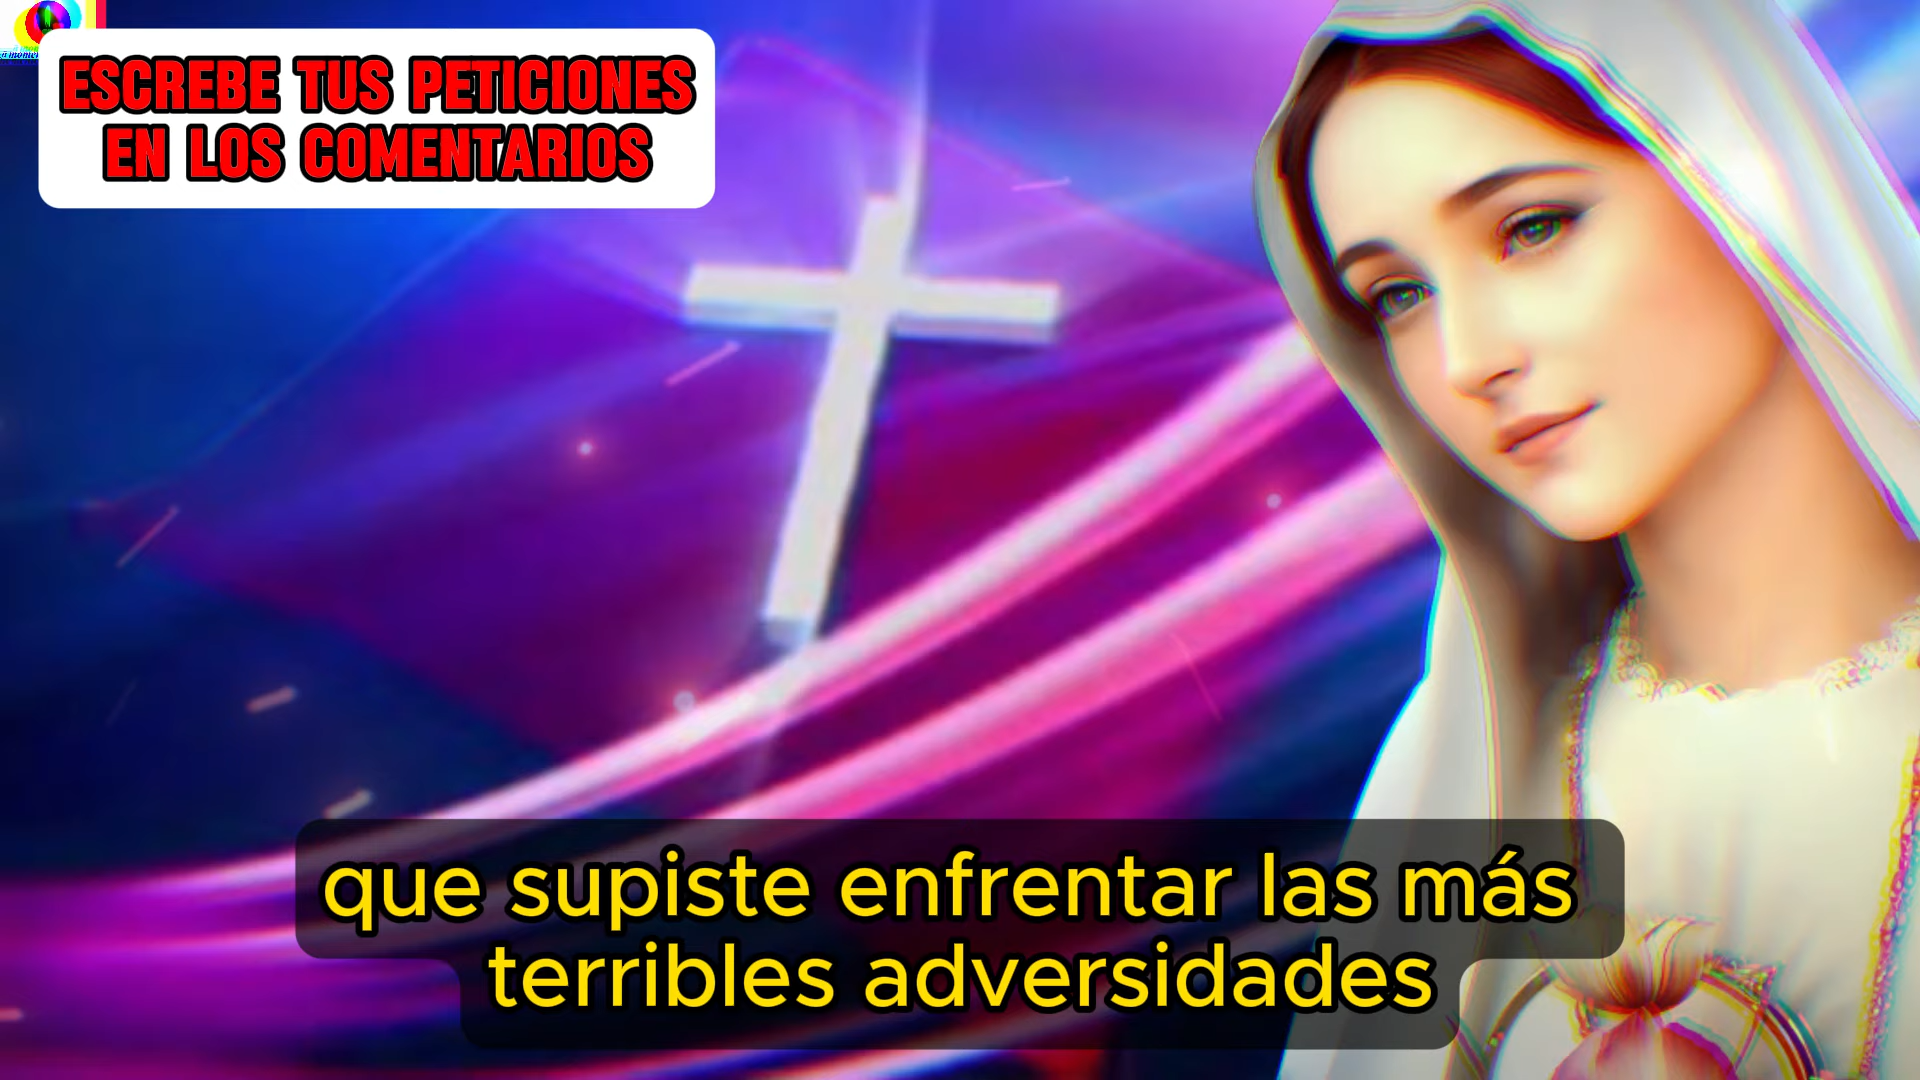 ESCREBE TUS PETICIONES
EN LOS COMENTARIOS
que supiste enfrentar las más
terribles adversidades